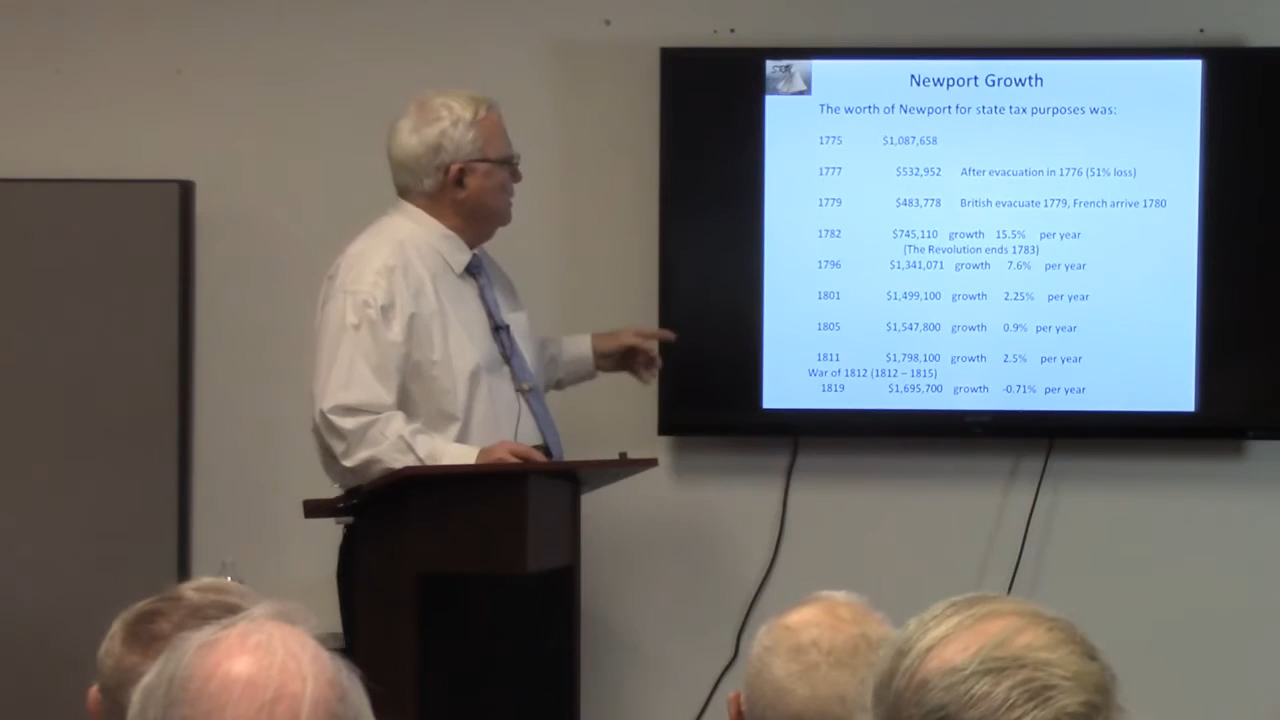 Newport Growth
The worth of Newport for state tax purposes was:
1775 $1,087,658
1777 $532,952 After evacuation in 1776 (51% loss)
1779 $483,778 British evacuate 1779, French arrive 1780
1782 $745,110 growth 15.5% per year
(The Revolution ends 1783)
1796 $1,341,071 growth 7.6% per year
1801 $1,499,100 growth 2.25% per year
1805 $1,547,800 growth 0.9% per year
1811 $1,798,100 growth 2.5% per year
War of 1812 (1812 – 1815)
1819 $1,695,700 growth -0.71% per year